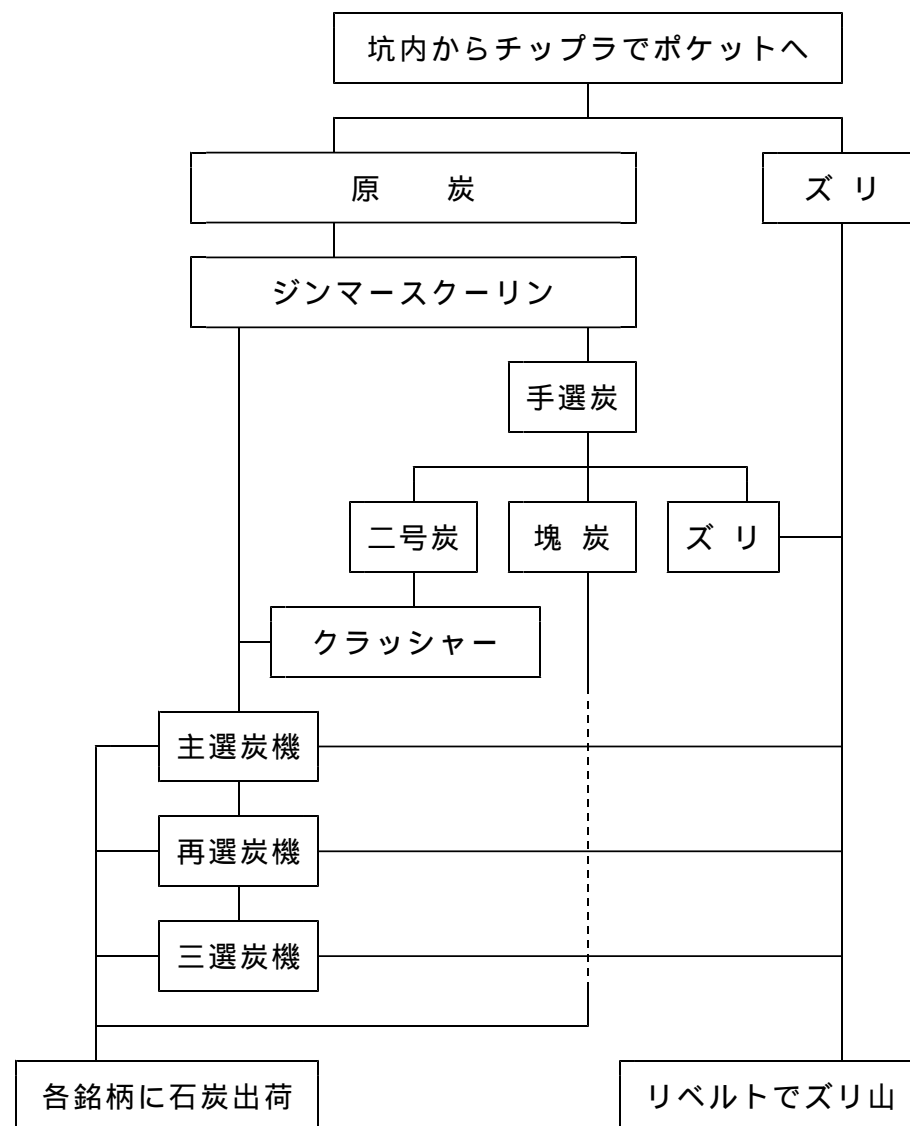 坑内からチップラでポケットへ
原　炭
ズリ
ジンマースクーリン
手選炭
二号炭
塊炭
ズリ
クラッシャー
主選炭機
再選炭機
三選炭機
各銘柄に石炭出荷
リベルトでズリ山